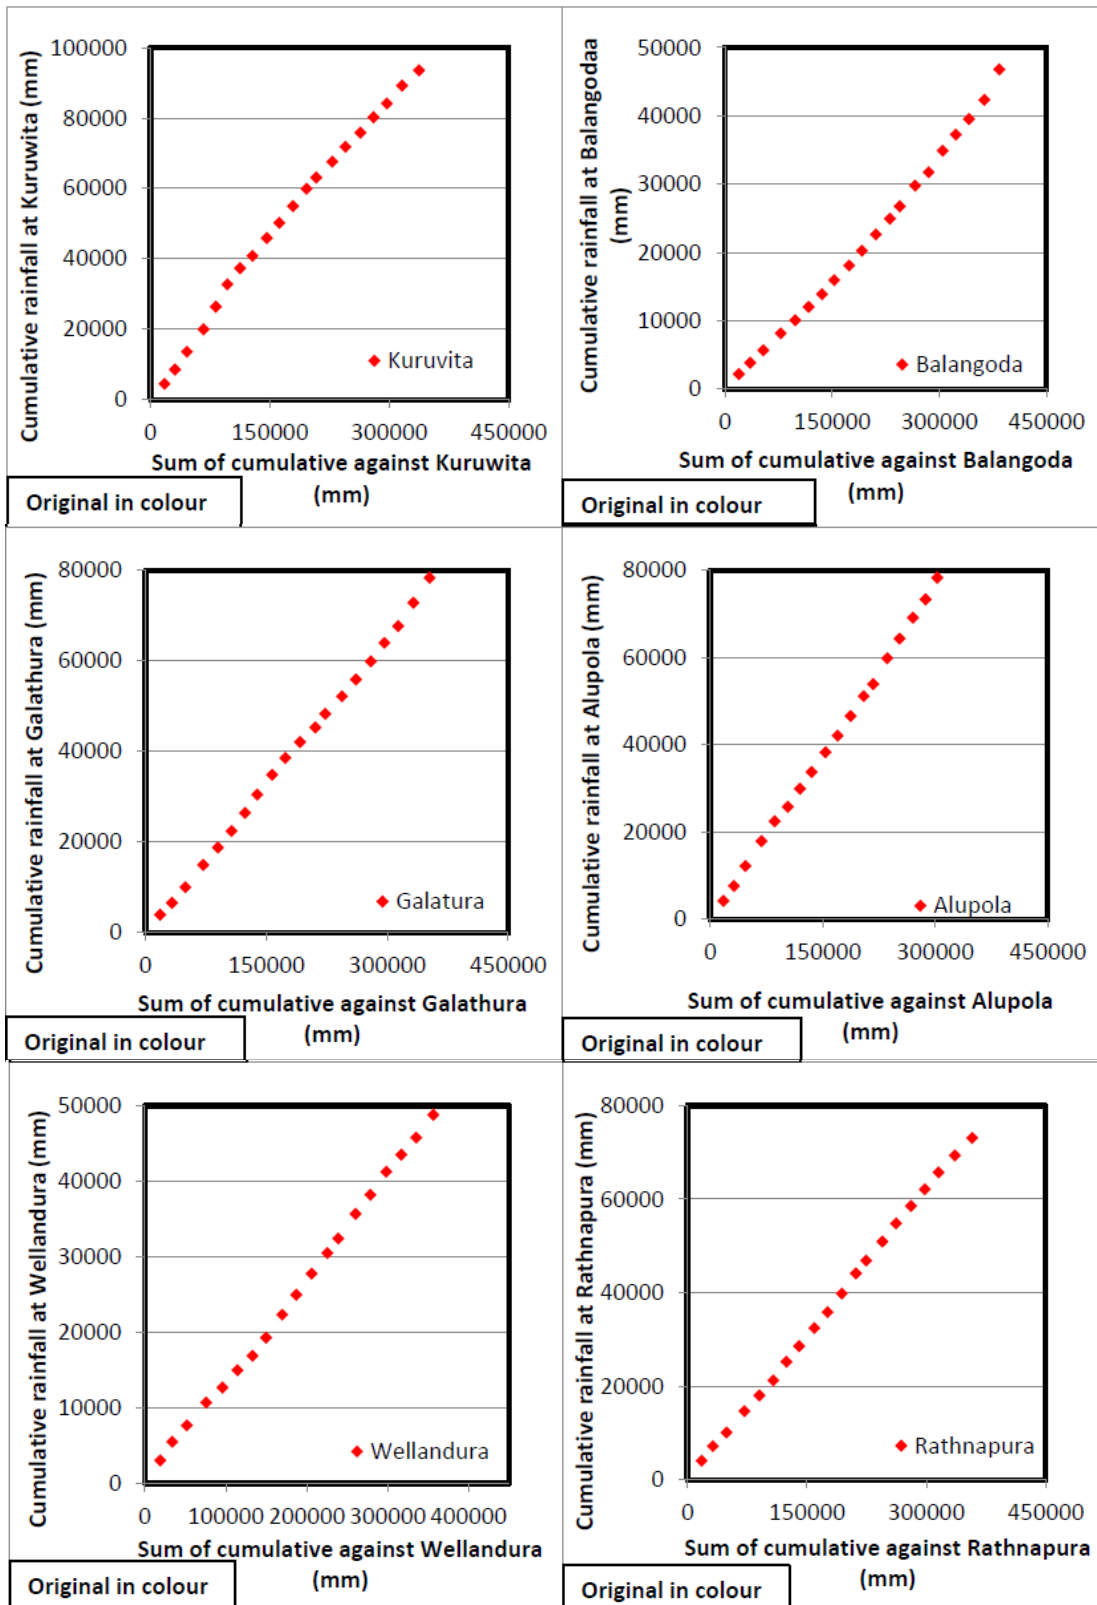 Cumulative rainfall at Kuruwita (mm)
100000
80000
60000
40000
20000
0
Kuruvita
0 150000 300000 450000
Sum of cumulative against Kuruwita
(mm)
Original in colour
Cumulative rainfall at Balangodaa
(mm)
50000
40000
30000
20000
10000
0
Balangoda
0 150000 300000 450000
Sum of cumulative against Balangoda
(mm)
Original in colour
Cumulative rainfall at Galathura (mm)
80000
60000
40000
20000
0
Galatura
0 150000 300000 450000
Sum of cumulative against Galathura
(mm)
Original in colour
Cumulative rainfall at Alupola (mm)
80000
60000
40000
20000
0
Alupola
0 150000 300000 450000
Sum of cumulative against Alupola
(mm)
Original in colour
Cumulative rainfall at Wellandura (mm)
50000
40000
30000
20000
10000
0
Wellandura
0 100000 200000 300000 400000
Sum of cumulative against Wellandura
(mm)
Original in colour
Cumulative rainfall at Rathnapura (mm)
80000
60000
40000
20000
0
Rathnapura
0 150000 300000 450000
Sum of cumulative against Rathnapura
(mm)
Original in colour